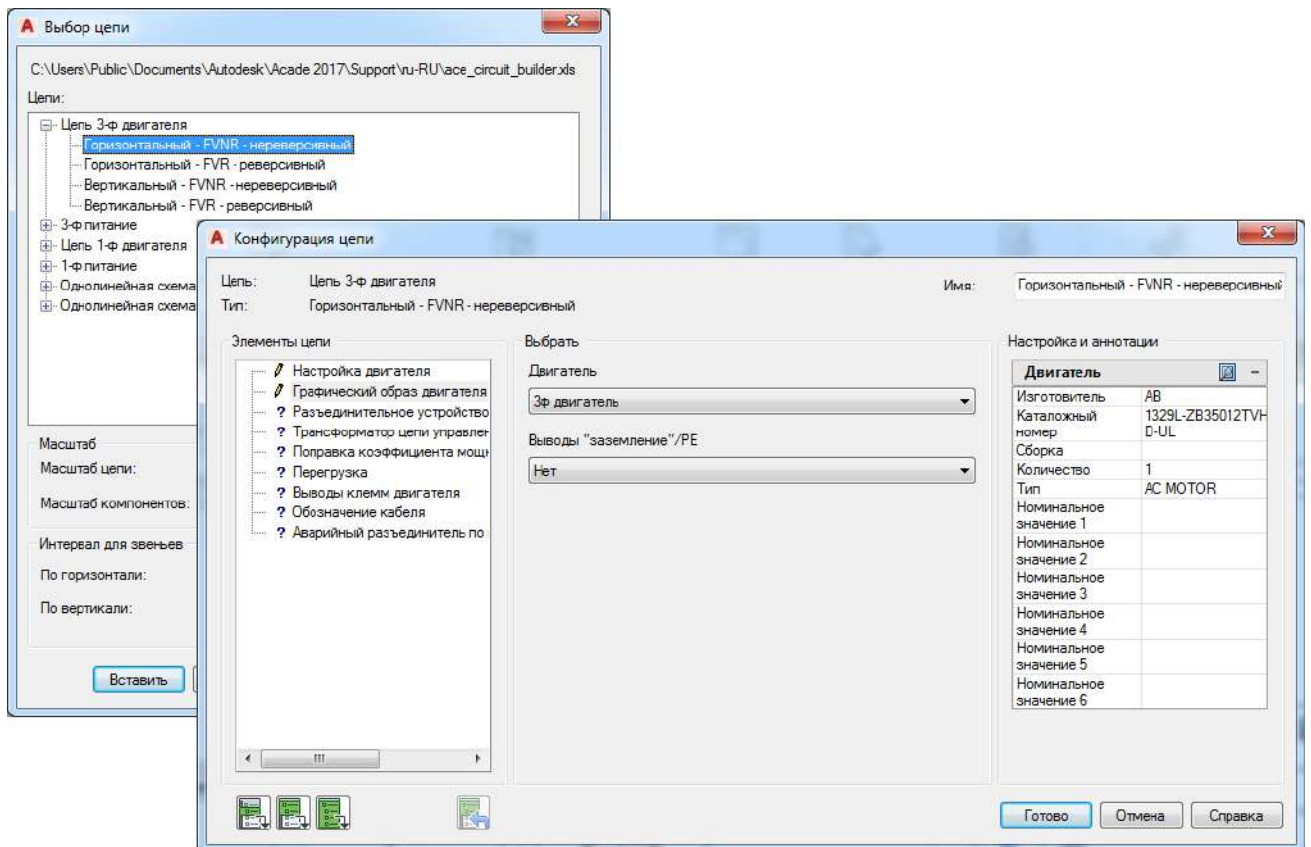 Выбор цепи
C:\Users\Public\Documents\Autodesk\Acade 2017\Support\ru-RU\ace_circuit_builder.xls
Цепи:
Цепь 3-ф двигателя
Горизонтальный - FVNR - нереверсивный
Горизонтальный - FVR - реверсивный
Вертикальный - FVNR - нереверсивный
Вертикальный - FVR - реверсивный
3-ф питание
Цепь 1-ф двигателя
1-ф питание
Однолинейная схема
Однолинейная схема
Масштаб
Масштаб цепи:
Масштаб компонентов:
Интервал для звеньев
По горизонтали:
По вертикали:
Вставить
Конфигурация цепи
Цепь: Цепь 3-ф двигателя
Тип: Горизонтальный - FVNR - нереверсивный
Имя: Горизонтальный - FVNR - нереверсивный
Элементы цепи
Настройка двигателя
Графический образ двигателя
? Разъединительное устройство
? Трансформатор цепи управлен
? Поправка коэффициента мощн
? Перегрузка
? Выводы клемм двигателя
? Обозначение кабеля
? Аварийный разъединитель по
Выбрать
Двигатель
3ф двигатель
Выводы "заземление"/PE
Нет
Настройка и аннотации
Двигатель
Изготовитель AB
Каталожный 1329L-ZB35012TVH
номер D-UL
Сборка
Количество 1
Тип AC MOTOR
Номинальное
значение 1
Номинальное
значение 2
Номинальное
значение 3
Номинальное
значение 4
Номинальное
значение 5
Номинальное
значение 6
Готово Отмена Справка